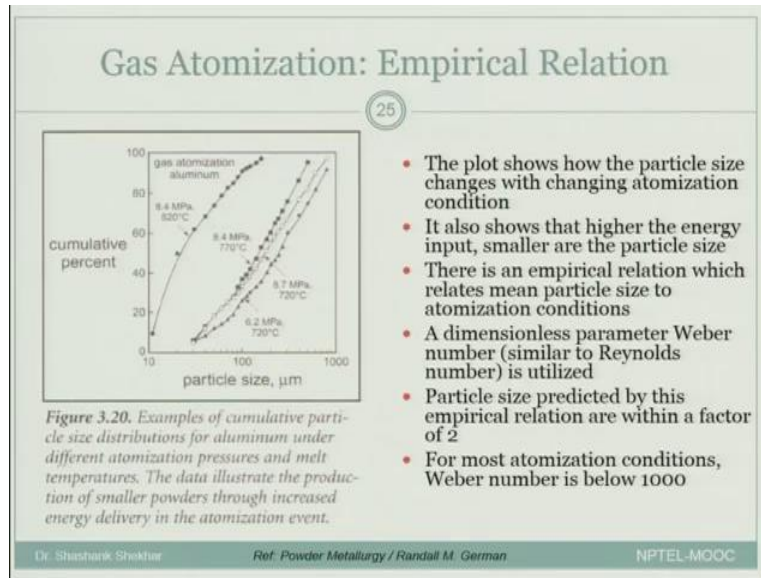 Gas Atomization: Empirical Relation
25
100
80
60
40
20
0
cumulative
percent
gas atomization
aluminum
8.4 MPa,
820°C
8.4 MPa,
770°C
6.2 MPa,
720°C
720°C
10
100
1000
particle size, μm
Figure 3.20. Examples of cumulative parti-
cle size distributions for aluminum under
different atomization pressures and melt
temperatures. The data illustrate the produc-
tion of smaller powders through increased
energy delivery in the atomization event.
• The plot shows how the particle size
changes with changing atomization
condition
• It also shows that higher the energy
input, smaller are the particle size
• There is an empirical relation which
relates mean particle size to
atomization conditions
• A dimensionless parameter Weber
number (similar to Reynolds
number) is utilized
• Particle size predicted by this
empirical relation are within a factor
of 2
• For most atomization conditions,
Weber number is below 1000
Dr. Shashank Shekhar
Ref: Powder Metallurgy / Randall M. German
NPTEL-MOOC